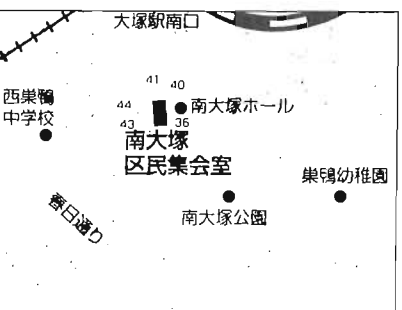 大塚駅南口
41 40
西巣鴨
中学校
44
43
36
南大塚ホール
南大塚
区民集会室
巣鴨幼稚園
南大塚公園
春日通り